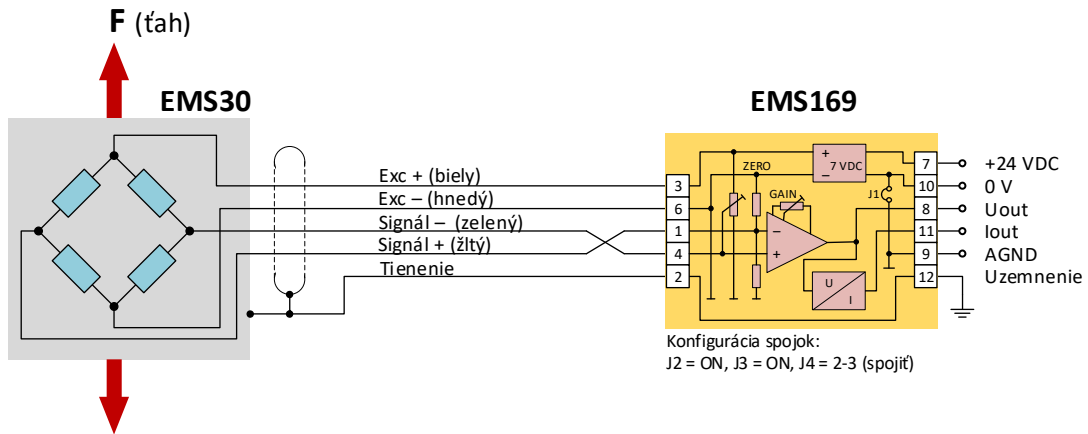 F (ťah)
EMS30
EMS169
Exc + (biely)
Exc – (hnedý)
Signál – (zelený)
Signál + (žltý)
Tienenie
3
6
1
4
2
ZERO
+
–
7 VDC
GAIN
J1
–
+
U
I
7
10
8
11
9
12
+24 VDC
0 V
Uout
Iout
AGND
Uzemnenie
Konfigurácia spojok:
J2 = ON, J3 = ON, J4 = 2-3 (spojiť)